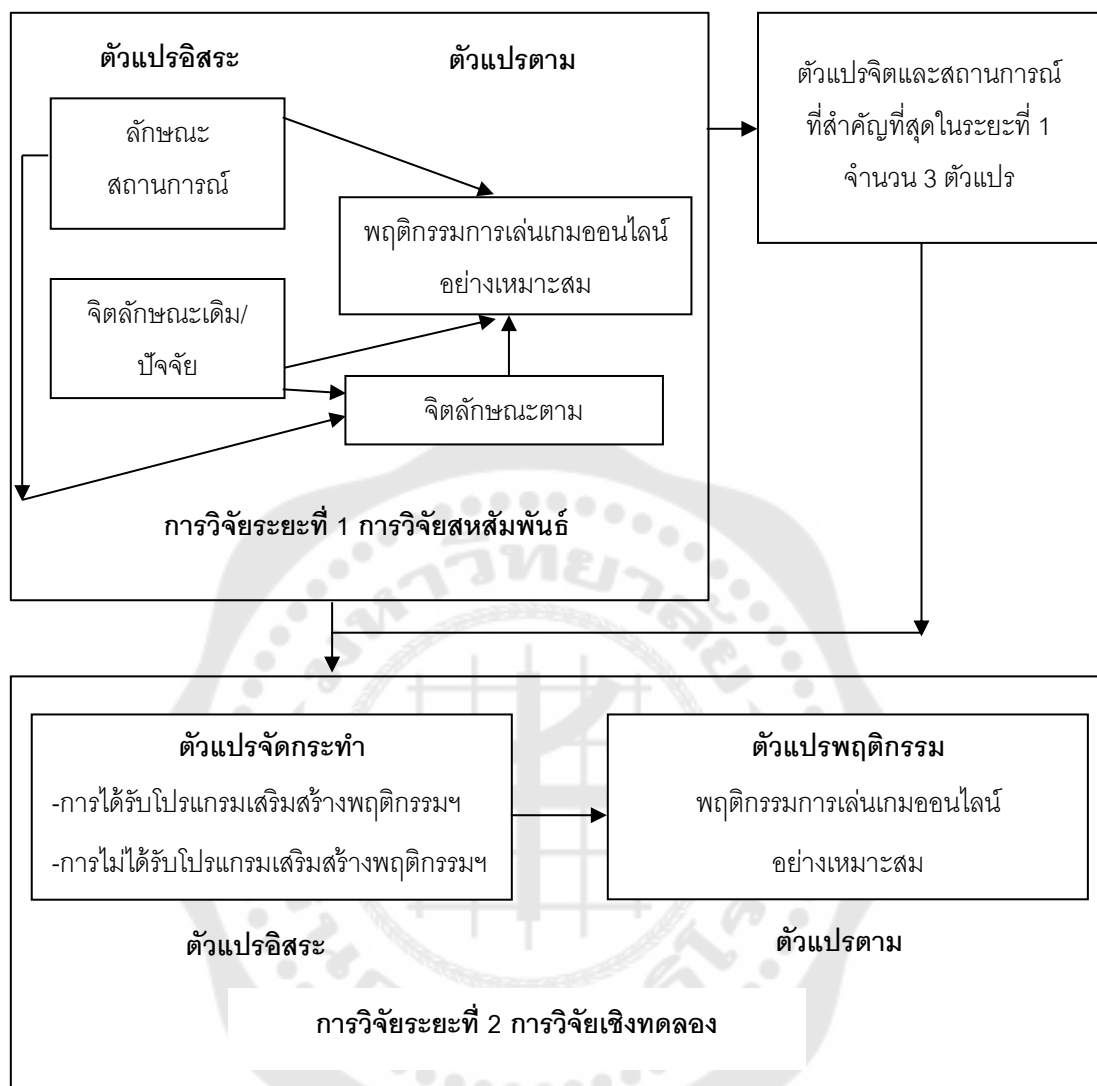 ตัวแปรอิสระ
ตัวแปรตาม
ลักษณะ
สถานการณ์
พฤติกรรมการเล่นเกมออนไลน์
อย่างเหมาะสม
จิตลักษณะเดิม/
ปัจจัย
จิตลักษณะตาม
การวิจัยระยะที่ 1 การวิจัยสหสัมพันธ์
ตัวแปรจิตและสถานการณ์
ที่สำคัญที่สุดในระยะที่ 1
จำนวน 3 ตัวแปร
ตัวแปรจัดกระทำ
-การได้รับโปรแกรมเสริมสร้างพฤติกรรมฯ
-การไม่ได้รับโปรแกรมเสริมสร้างพฤติกรรมฯ
ตัวแปรพฤติกรรม
พฤติกรรมการเล่นเกมออนไลน์
อย่างเหมาะสม
ตัวแปรอิสระ
ตัวแปรตาม
การวิจัยระยะที่ 2 การวิจัยเชิงทดลอง
มหาวิทยาลัย